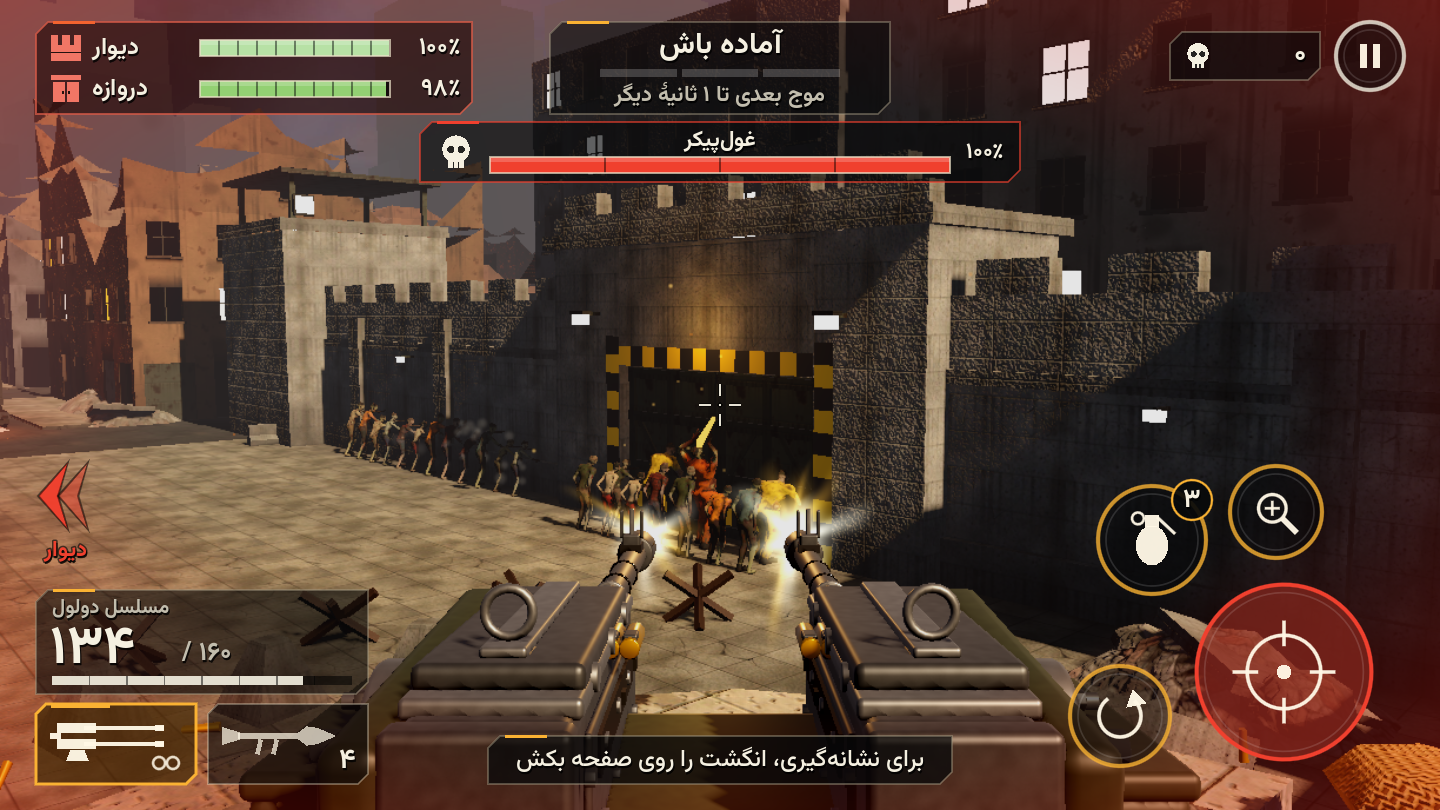 دیوار ۱۰۰٪
دروازه ۹۸٪
آماده باش
موج بعدی تا ۱ ثانیهٔ دیگر
۰
غول‌پیکر
۱۰۰٪
دیوار
۳
مسلسل دولول
۱۳۴ / ۱۶۰
∞
۴
برای نشانه‌گیری، انگشت را روی صفحه بکش